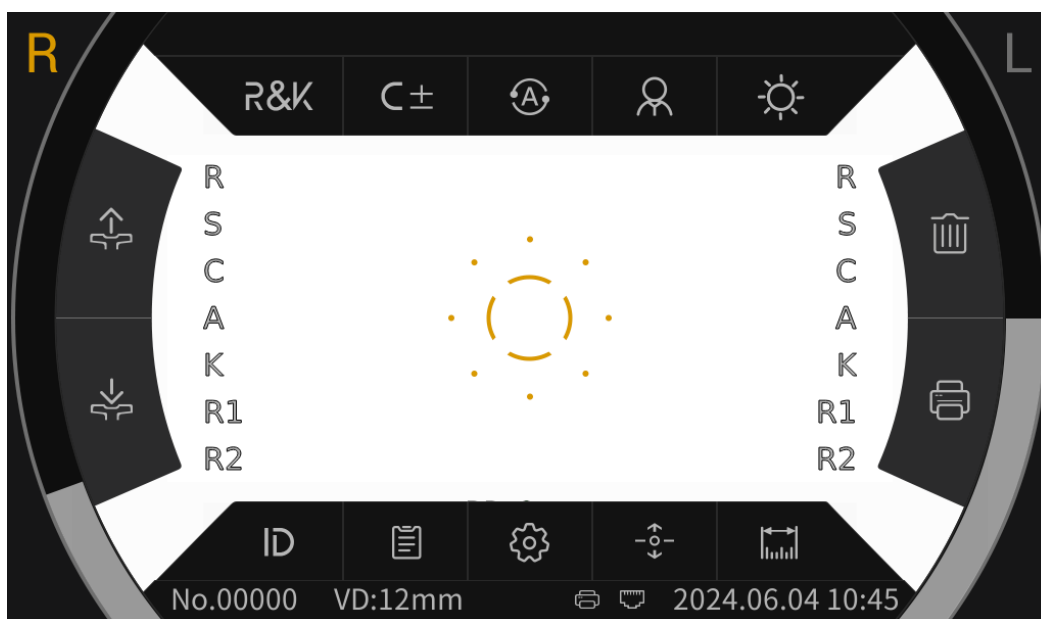 R L
R&K C± A
R R
S S
C C
A A
K K
R1 R1
R2 R2
ID
No.00000 VD:12mm 2024.06.04 10:45